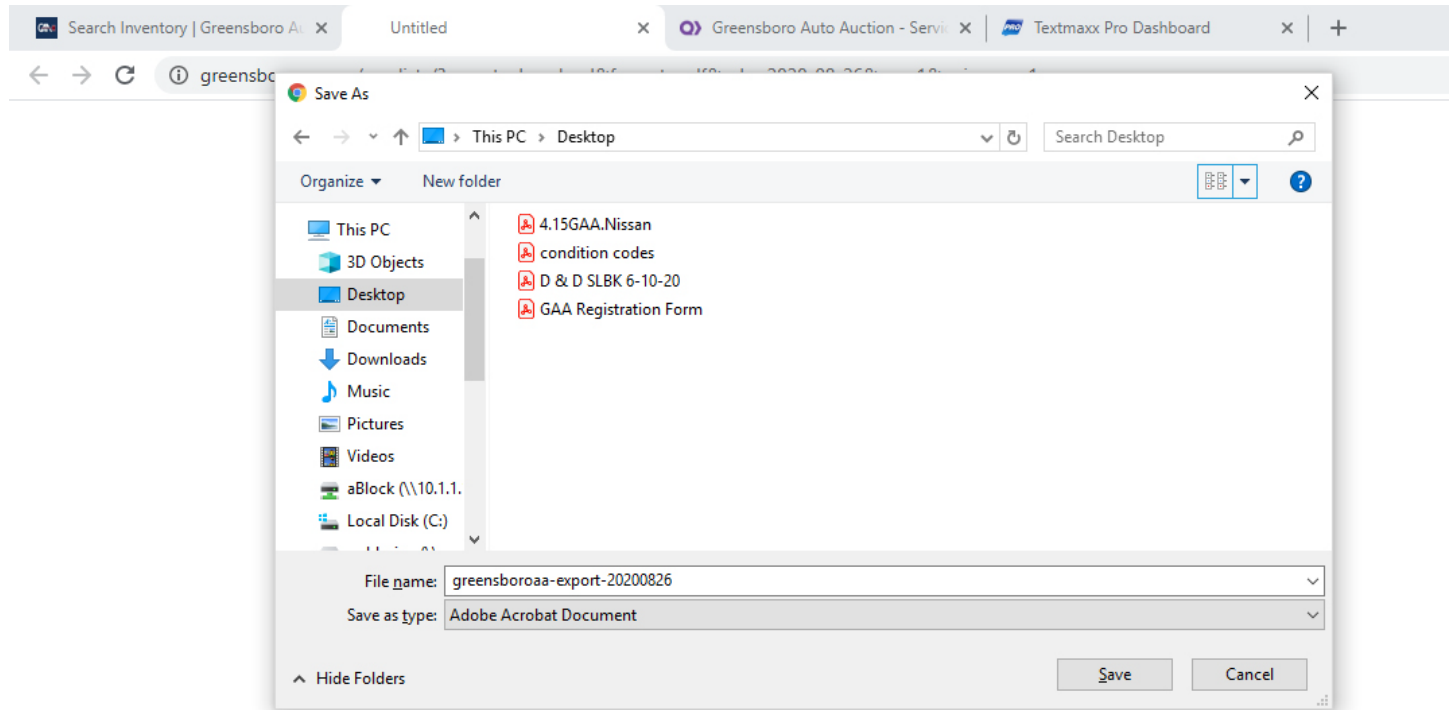 Search Inventory | Greensboro Au
Untitled
Greensboro Auto Auction - Servic
Textmaxx Pro Dashboard
greensbo
Save As
This PC > Desktop
Search Desktop
Organize
New folder
This PC
3D Objects
Desktop
Documents
Downloads
Music
Pictures
Videos
aBlock (\\10.1.1.
Local Disk (C:)
4.15GAA.Nissan
condition codes
D & D SLBK 6-10-20
GAA Registration Form
File name: greensboroaa-export-20200826
Save as type: Adobe Acrobat Document
Hide Folders
Save
Cancel